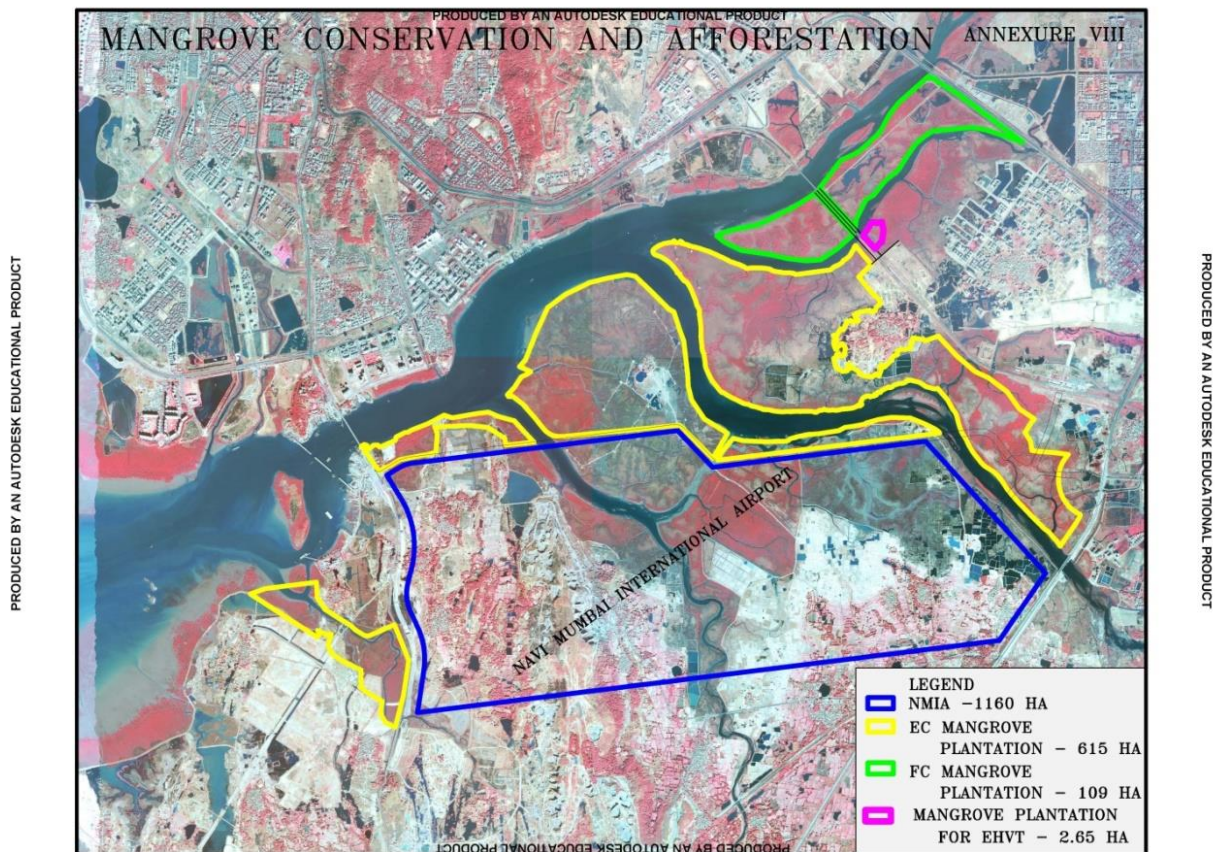 PRODUCED BY AN AUTODESK EDUCATIONAL PRODUCT
MANGROVE CONSERVATION AND AFFORESTATION ANNEXURE VIII
PRODUCED BY AN AUTODESK EDUCATIONAL PRODUCT
PRODUCED BY AN AUTODESK EDUCATIONAL PRODUCT
NAVI MUMBAI INTERNATIONAL AIRPORT
LEGEND
NMIA -1160 HA
EC MANGROVE
PLANTATION - 615 HA
FC MANGROVE
PLANTATION - 109 HA
MANGROVE PLANTATION
FOR EHVT - 2.65 HA
PRODUCED BY AN AUTODESK EDUCATIONAL PRODUCT